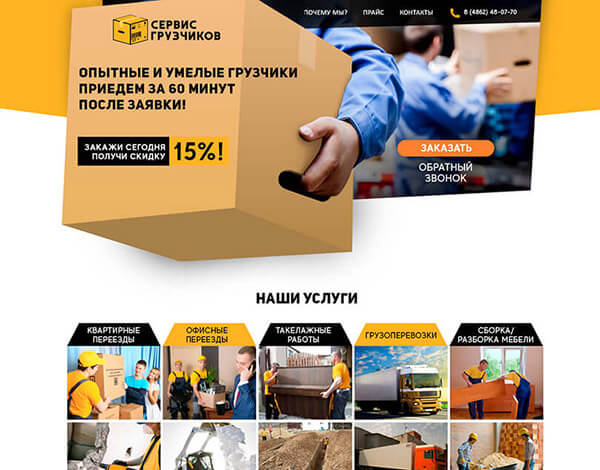 СЕРВИС
ГРУЗЧИКОВ
ПОЧЕМУ МЫ?
ПРАЙС
КОНТАКТЫ
8 (4862) 48-07-70
ОПЫТНЫЕ И УМЕЛЫЕ ГРУЗЧИКИ
ПРИЕДЕМ ЗА 60 МИНУТ
ПОСЛЕ ЗАЯВКИ!
ЗАКАЖИ СЕГОДНЯ
ПОЛУЧИ СКИДКУ
15%!
ЗАКАЗАТЬ
ОБРАТНЫЙ
ЗВОНОК
НАШИ УСЛУГИ
КВАРТИРНЫЕ
ПЕРЕЕЗДЫ
ОФИСНЫЕ
ПЕРЕЕЗДЫ
ТАКЕЛАЖНЫЕ
РАБОТЫ
ГРУЗОПЕРЕВОЗКИ
СБОРКА/
РАЗБОРКА МЕБЕЛИ